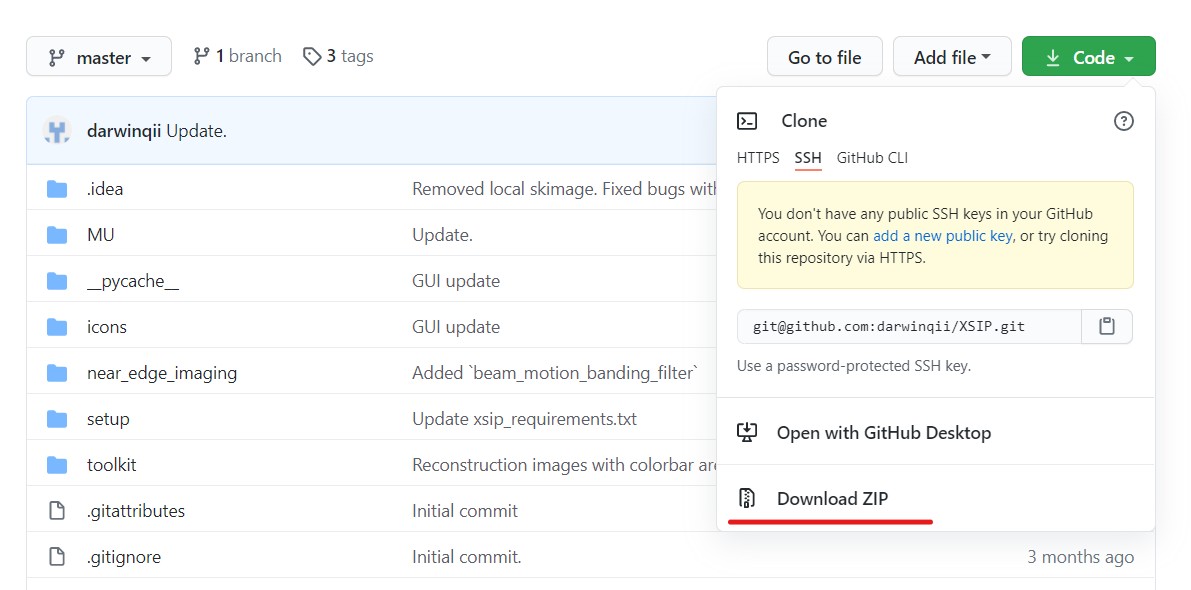 master
1 branch
3 tags
Go to file
Add file
Code
darwinqii Update.
Clone
HTTPS SSH GitHub CLI
You don't have any public SSH keys in your GitHub
account. You can add a new public key, or try cloning
this repository via HTTPS.
git@github.com:darwinqii/XSIP.git
Use a password-protected SSH key.
Open with GitHub Desktop
Download ZIP
.idea Removed local skimage. Fixed bugs with
MU Update.
__pycache__ GUI update
icons GUI update
near_edge_imaging Added `beam_motion_banding_filter`
setup Update xsip_requirements.txt
toolkit Reconstruction images with colorbar are
.gitattributes Initial commit
.gitignore Initial commit. 3 months ago